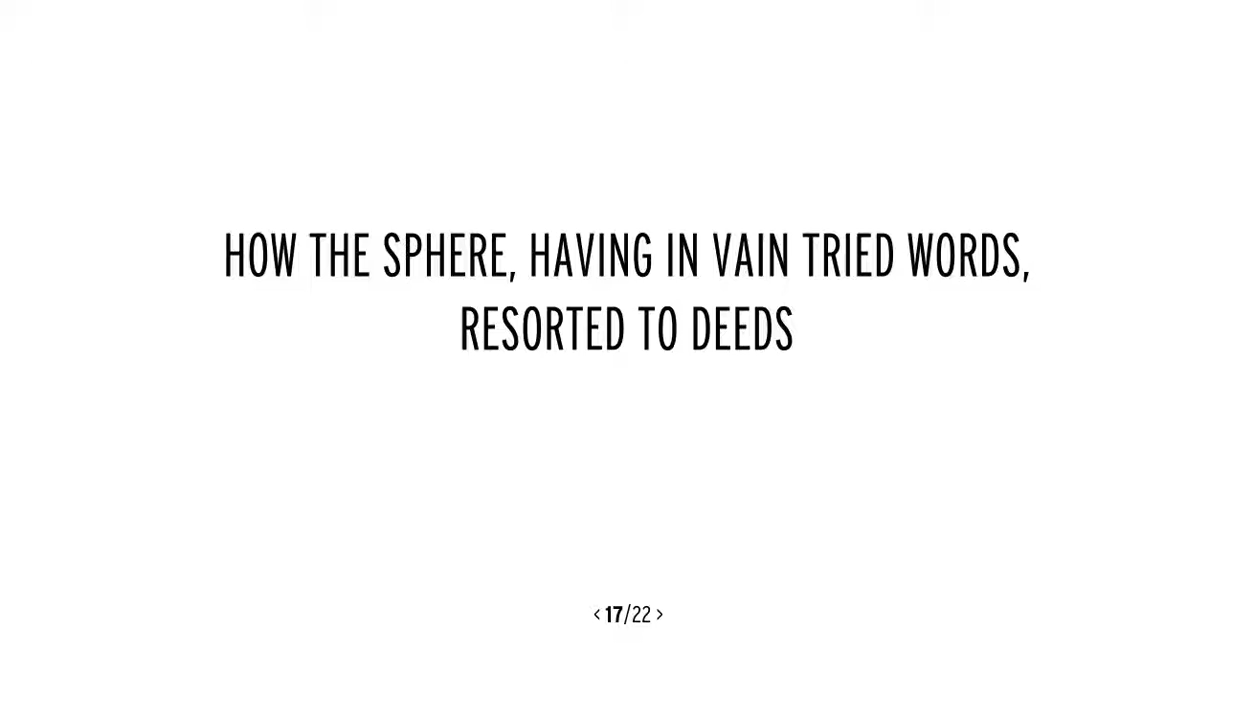 HOW THE SPHERE, HAVING IN VAIN TRIED WORDS,
RESORTED TO DEEDS
< 17/22 >